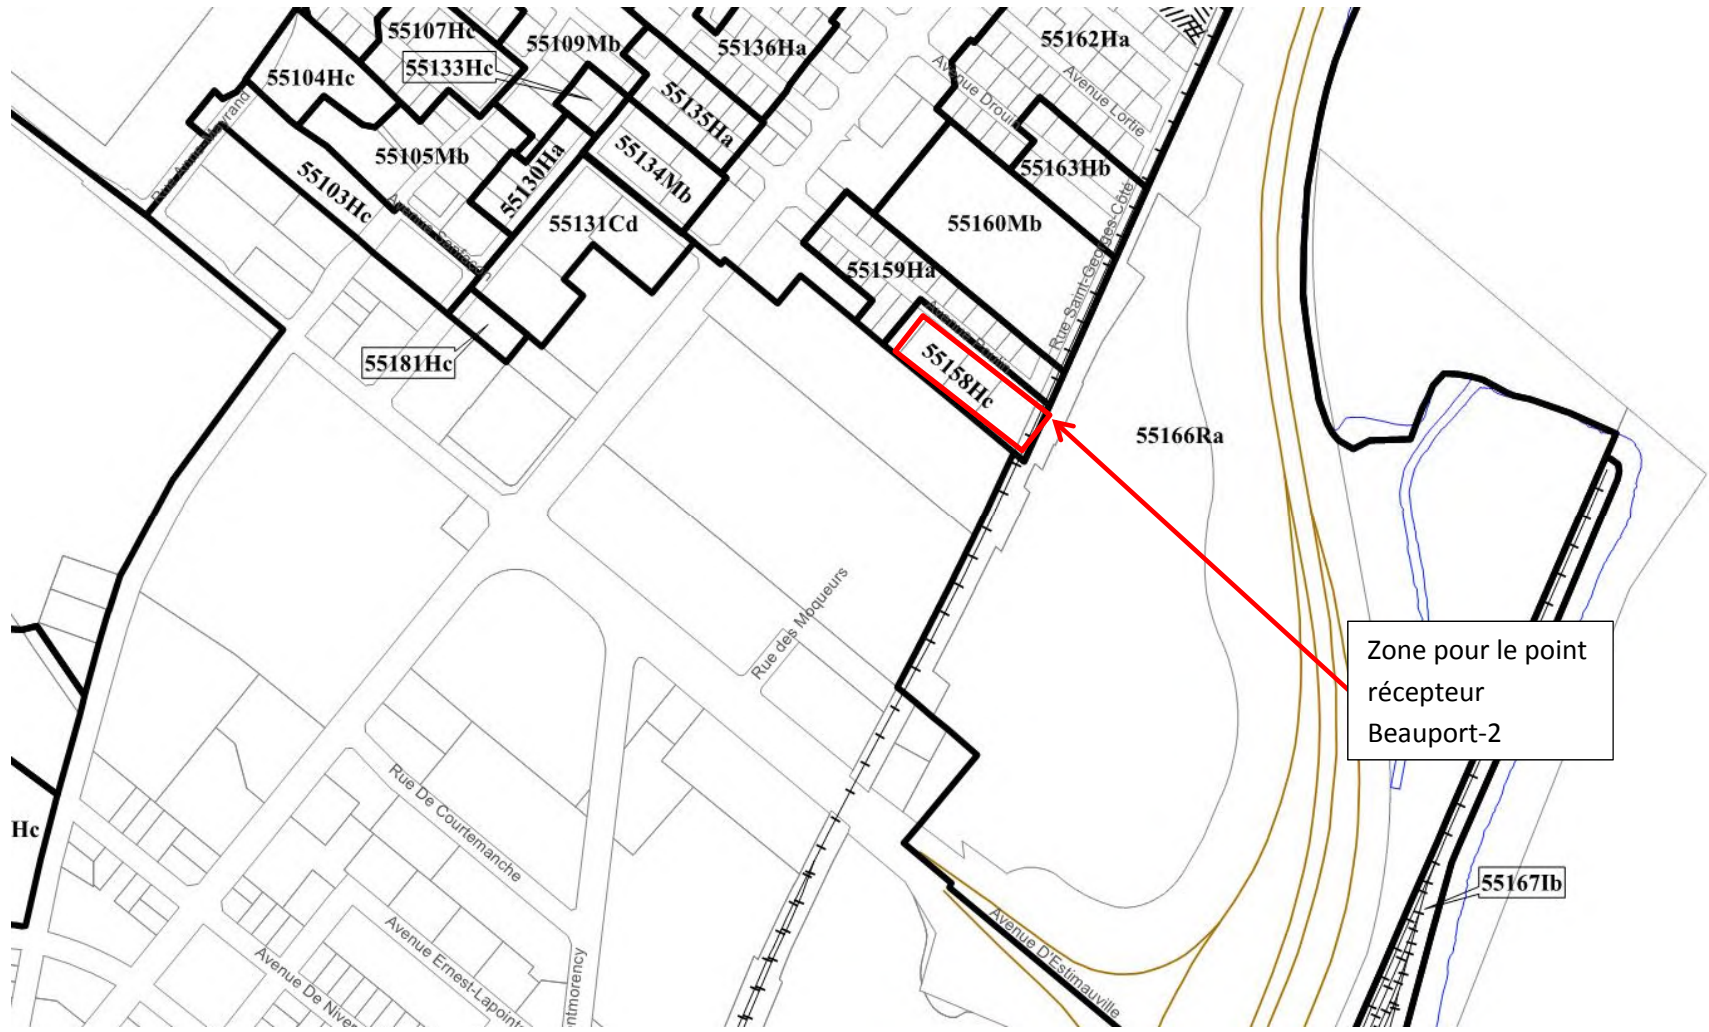 55107Hc
55109Mb
55136Ha
55162Ha
55133Hc
55104Hc
Avenue Drouin
Avenue Lortie
55135Ha
55105Mb
55130Ha
55134Mb
55163Hb
55103Hc
55131Cd
55160Mb
Rue Saint-Georges-Côté
55159Ha
55181Hc
55158Hc
55166Ra
Rue des Moqueurs
Zone pour le point
récepteur
Beauport-2
Rue De Courtemanche
Hc
55167Ib
Avenue Ernest-Lapointe
Avenue De Niver
ontmorency
Avenue D'Estimauville